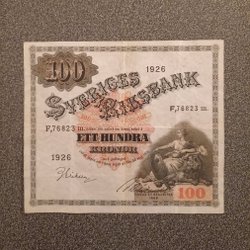 100
1926
SVERIGES
RIKSBANK
F,76823 m.
F,76823 m.
ETT HUNDRA
KRONOR
1926
100